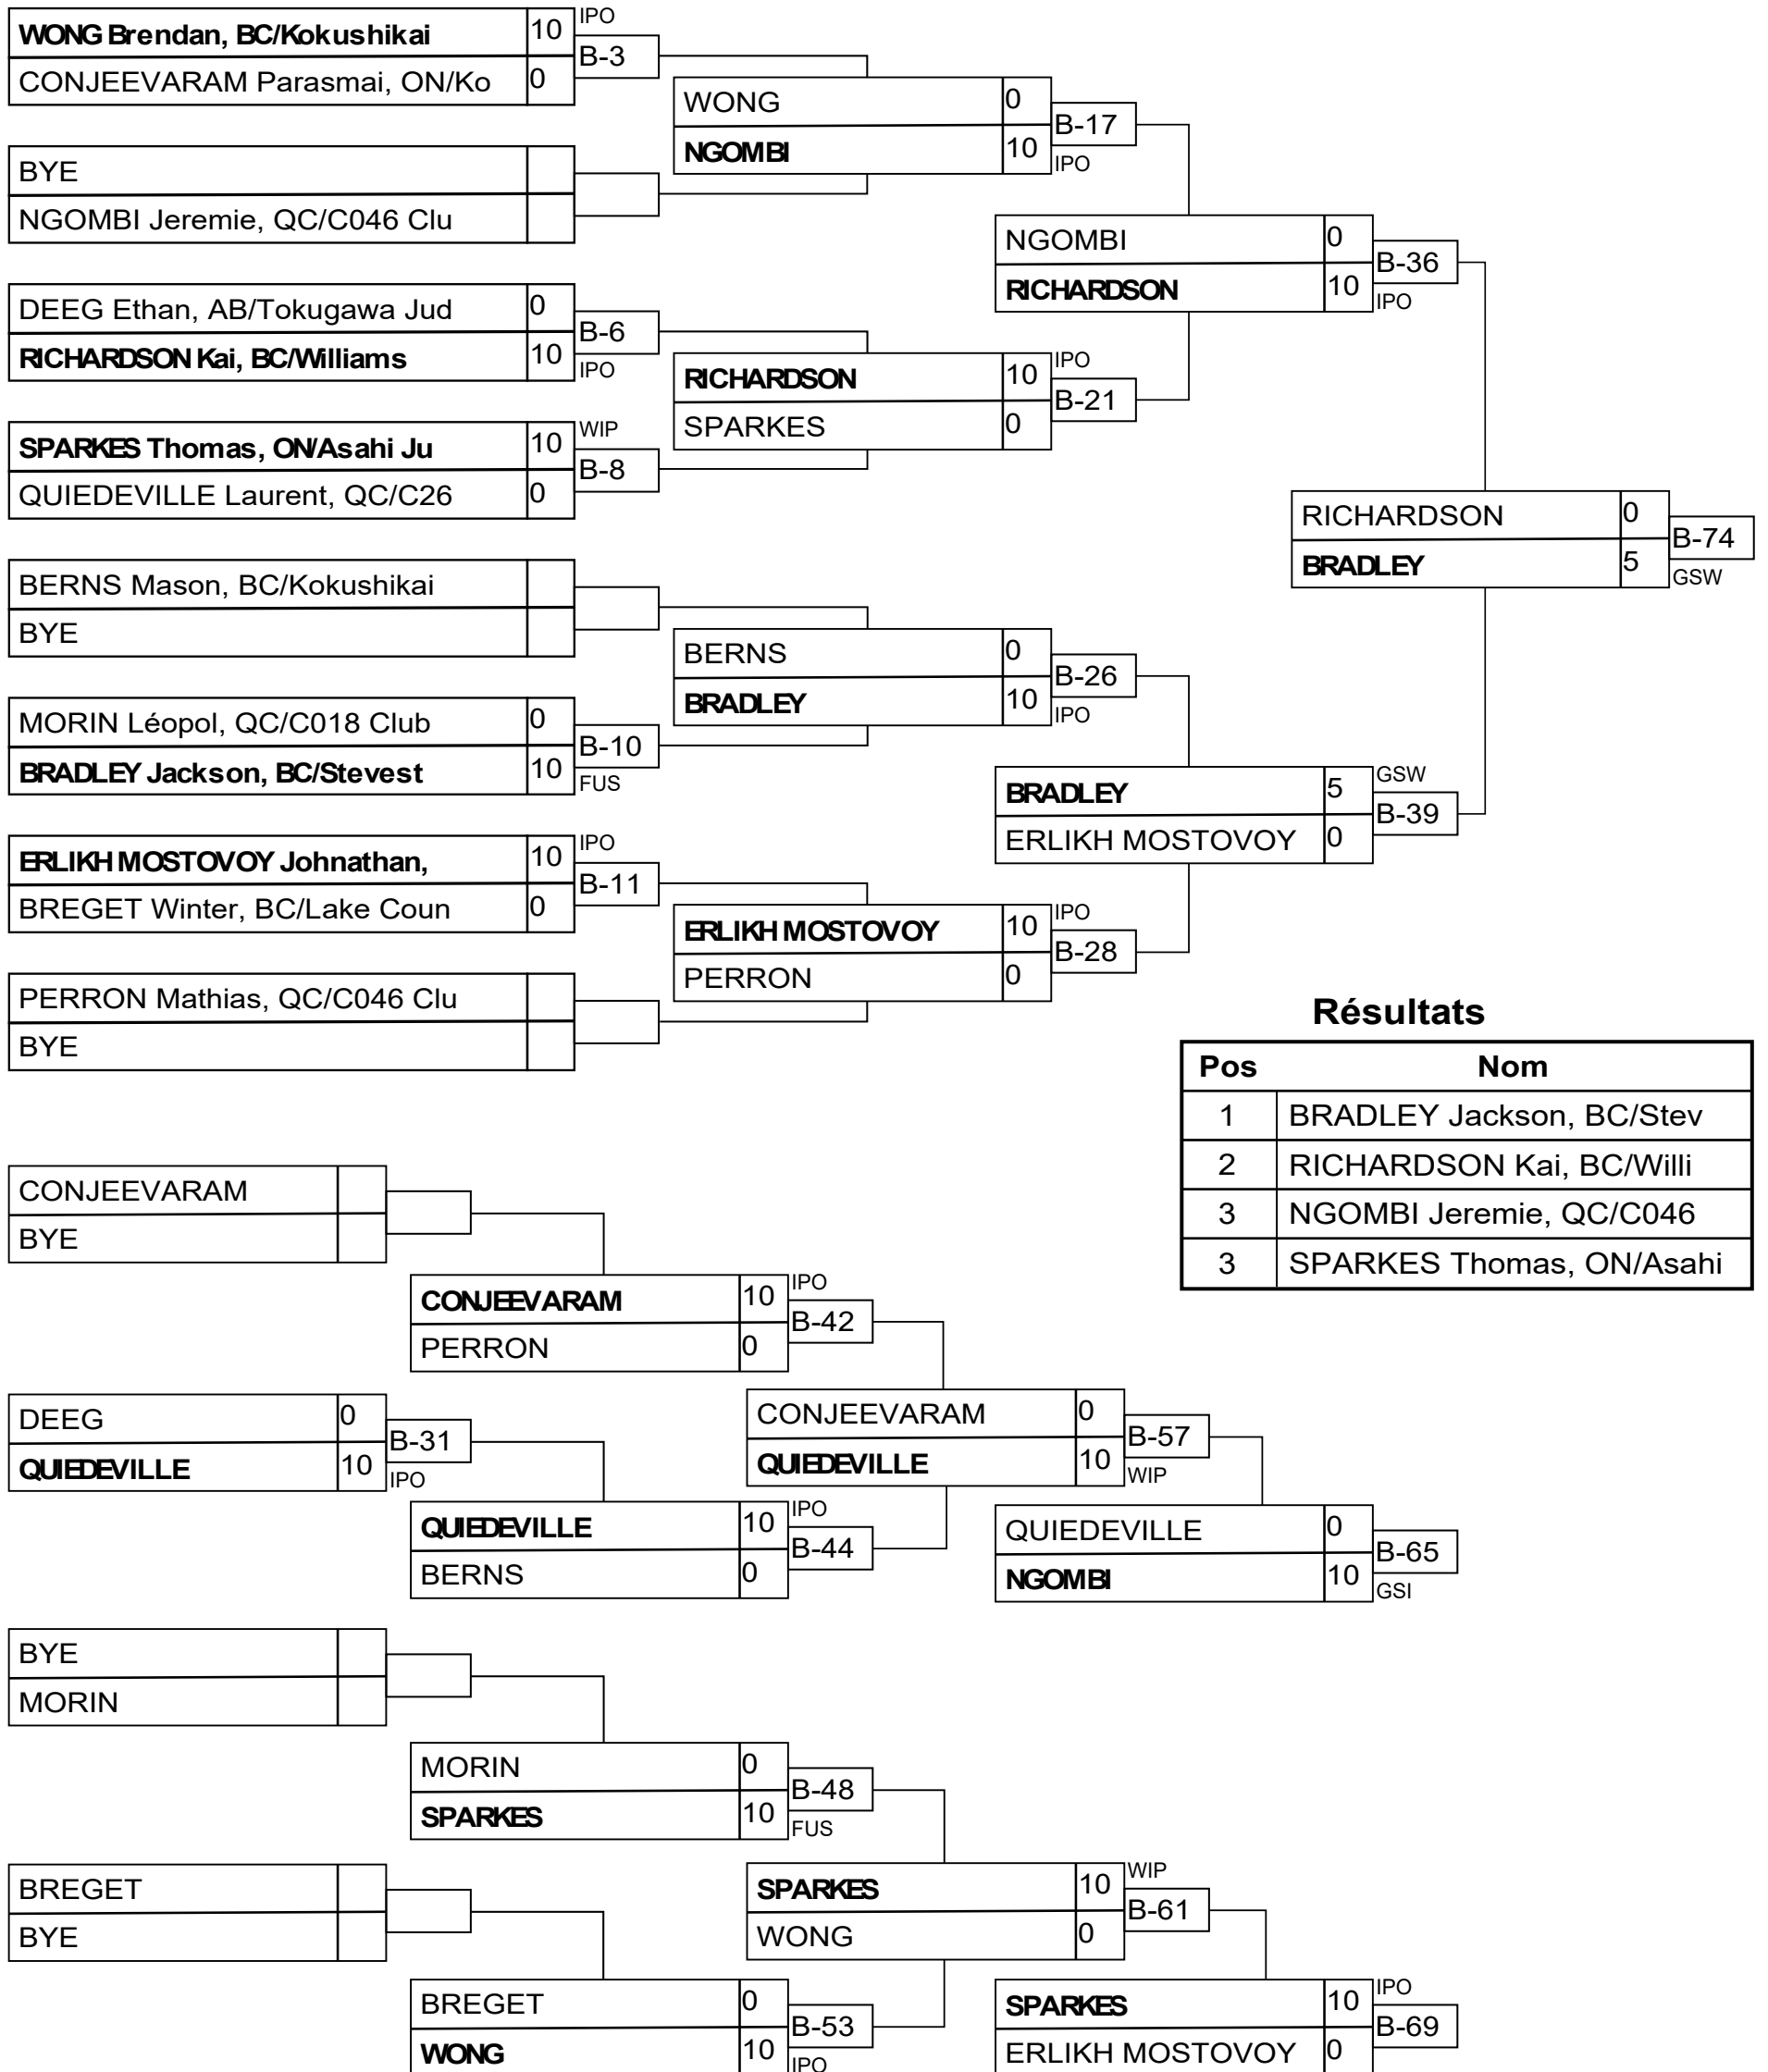 WONG Brendan, BC/Kokushikai 10 IPO
B-3
CONJEEVARAM Parasmai, ON/Ko 0
BYE
NGOMBI Jeremie, QC/C046 Clu
DEEG Ethan, AB/Tokugawa Jud 0
B-6
RICHARDSON Kai, BC/Williams 10 IPO
SPARKES Thomas, ON/Asahi Ju 10 WIP
B-8
QUIEDEVILLE Laurent, QC/C26 0
BERNS Mason, BC/Kokushikai
BYE
MORIN Léopol, QC/C018 Club 0
B-10
BRADLEY Jackson, BC/Stevest 10 FUS
ERLIKH MOSTOVOY Johnathan, 10 IPO
B-11
BREGET Winter, BC/Lake Coun 0
PERRON Mathias, QC/C046 Clu
BYE
WONG 0
B-17
NGOMBI 10 IPO
RICHARDSON 10 IPO
B-21
SPARKES 0
BERNS 0
B-26
BRADLEY 10 IPO
ERLIKH MOSTOVOY 10 IPO
B-28
PERRON 0
NGOMBI 0
B-36
RICHARDSON 10 IPO
BRADLEY 5 GSW
B-39
ERLIKH MOSTOVOY 0
RICHARDSON 0
B-74
BRADLEY 5 GSW
Résultats
Pos Nom
1 BRADLEY Jackson, BC/Stev
2 RICHARDSON Kai, BC/Willi
3 NGOMBI Jeremie, QC/C046
3 SPARKES Thomas, ON/Asahi
CONJEEVARAM
BYE
CONJEEVARAM 10 IPO
B-42
PERRON 0
DEEG 0
B-31
QUIEDEVILLE 10 IPO
QUIEDEVILLE 10 IPO
B-44
BERNS 0
CONJEEVARAM 0
B-57
QUIEDEVILLE 10 WIP
QUIEDEVILLE 0
B-65
NGOMBI 10 GSI
BYE
MORIN
MORIN 0
B-48
SPARKES 10 FUS
BREGET
BYE
BREGET 0
B-53
WONG 10 IPO
SPARKES 10 WIP
B-61
WONG 0
SPARKES 10 IPO
B-69
ERLIKH MOSTOVOY 0